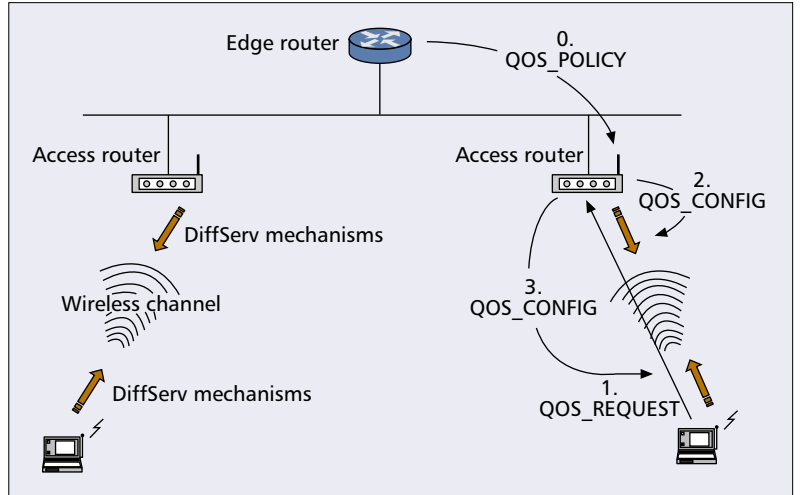 Edge router
0.
QOS_POLICY
Access router
Access router
2.
QOS_CONFIG
DiffServ mechanisms
Wireless channel
3.
QOS_CONFIG
DiffServ mechanisms
1.
QOS_REQUEST